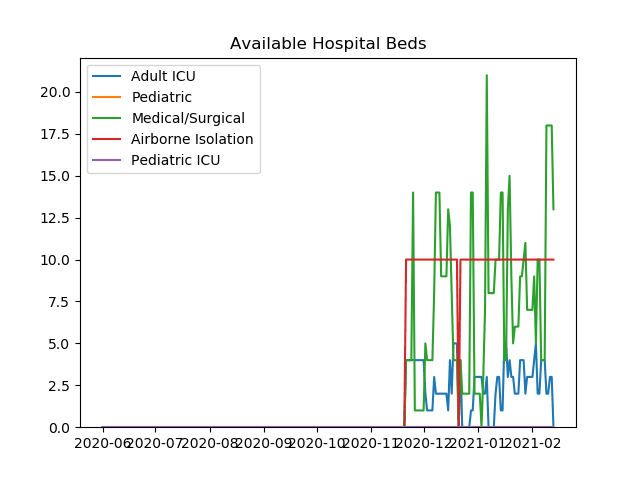 Available Hospital Beds
Adult ICU
Pediatric
Medical/Surgical
Airborne Isolation
Pediatric ICU
20.0
17.5
15.0
12.5
10.0
7.5
5.0
2.5
0.0
2020-06 2020-07 2020-08 2020-09 2020-10 2020-11 2020-12 2021-01 2021-02